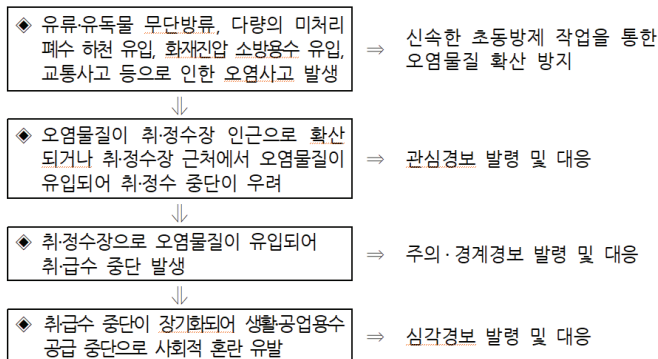 ◈ 유류·유독물 무단방류, 다량의 미처리
폐수 하천 유입, 화재진압 소방용수 유입,
교통사고 등으로 인한 오염사고 발생
⇒ 신속한 초동방제 작업을 통한
오염물질 확산 방지
⇓
◈ 오염물질이 취·정수장 인근으로 확산
되거나 취·정수장 근처에서 오염물질이
유입되어 취·정수 중단이 우려
⇒ 관심경보 발령 및 대응
⇓
◈ 취·정수장으로 오염물질이 유입되어
취·급수 중단 발생
⇒ 주의·경계경보 발령 및 대응
⇓
◈ 취·급수 중단이 장기화되어 생활·공업용수
공급 중단으로 사회적 혼란 유발
⇒ 심각경보 발령 및 대응